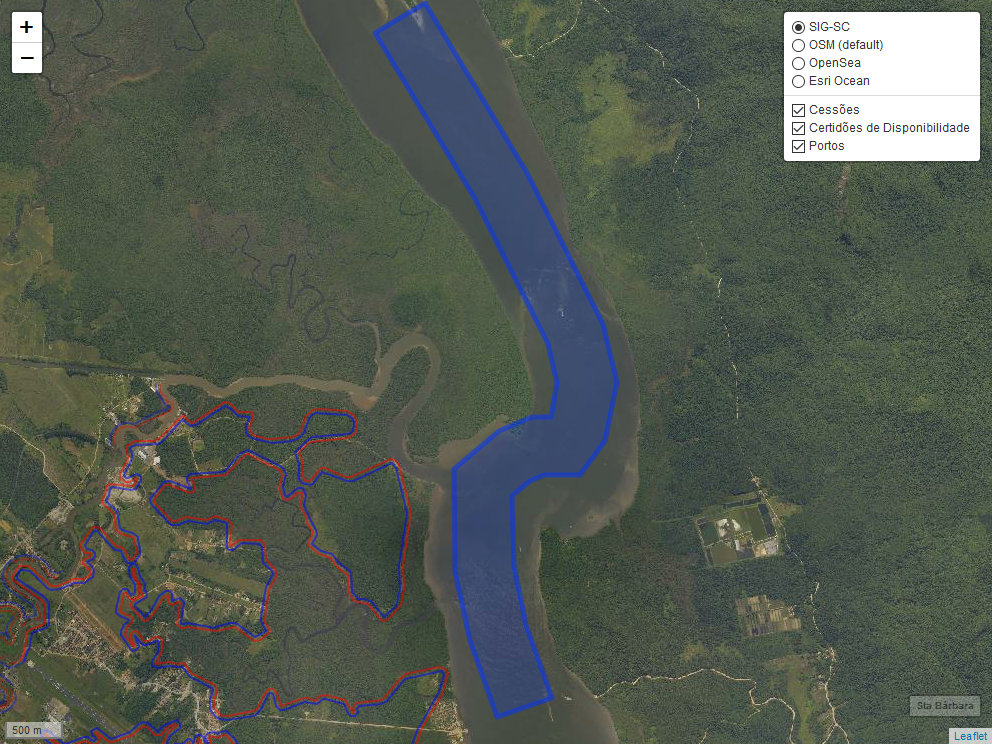 +
−
SIG-SC
OSM (default)
OpenSea
Esri Ocean
Cessões
Certidões de Disponibilidade
Portos
Sta Bárbara
500 m
Leaflet